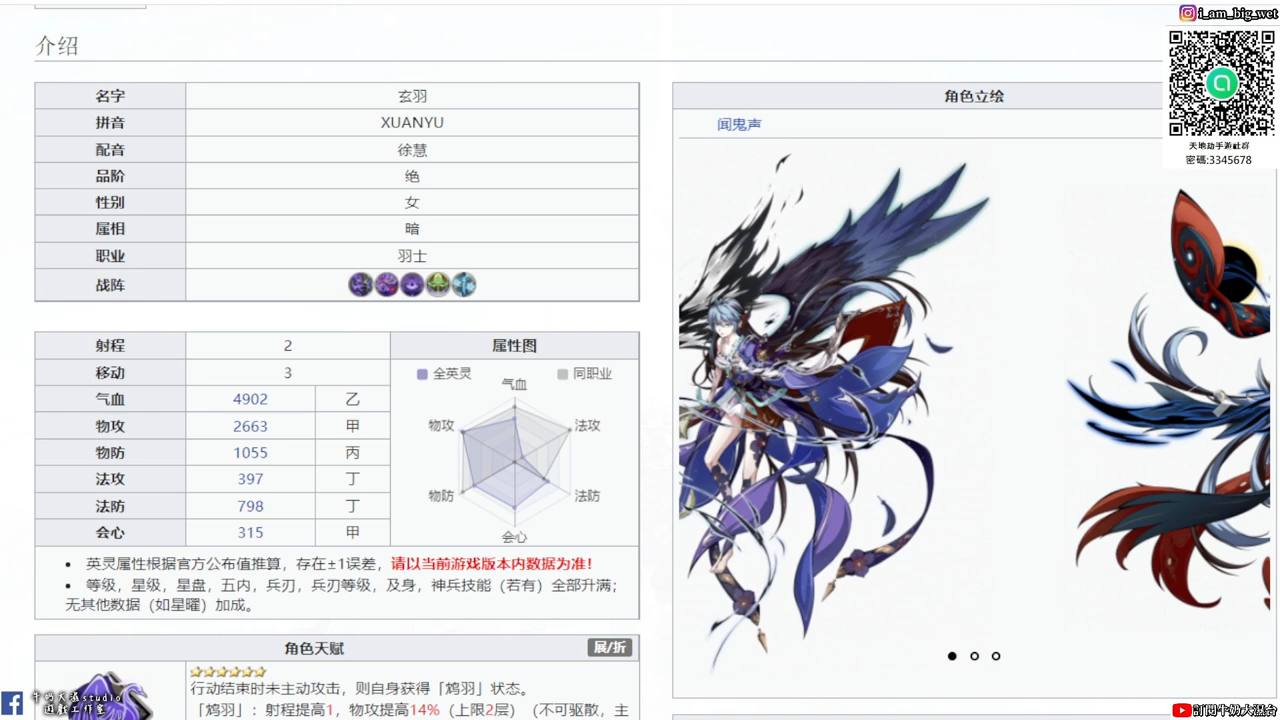 介绍
i_am_big_wet
天地劫手游社群
密碼:3345678
名字 玄羽
拼音 XUANYU
配音 徐慧
品阶 绝
性别 女
属相 暗
职业 羽士
战阵
角色立绘
闻鬼声
射程 2
移动 3
气血 4902 乙
物攻 2663 甲
物防 1055 丙
法攻 397 丁
法防 798 丁
会心 315 甲
属性图
全英灵 同职业
气血
物攻 法攻
物防 法防
会心
英灵属性根据官方公布值推算，存在±1误差，请以当前游戏版本内数据为准！
等级，星级，星盘，五内，兵刃，兵刃等级，及身，神兵技能（若有）全部升满；
无其他数据（如星曜）加成。
角色天赋 展/折
行动结束时未主动攻击，则自身获得「鸩羽」状态。
「鸩羽」：射程提高1，物攻提高14%（上限2层）（不可驱散，主
牛奶大濕studio
遊戲工作室
訂閱牛奶大濕台